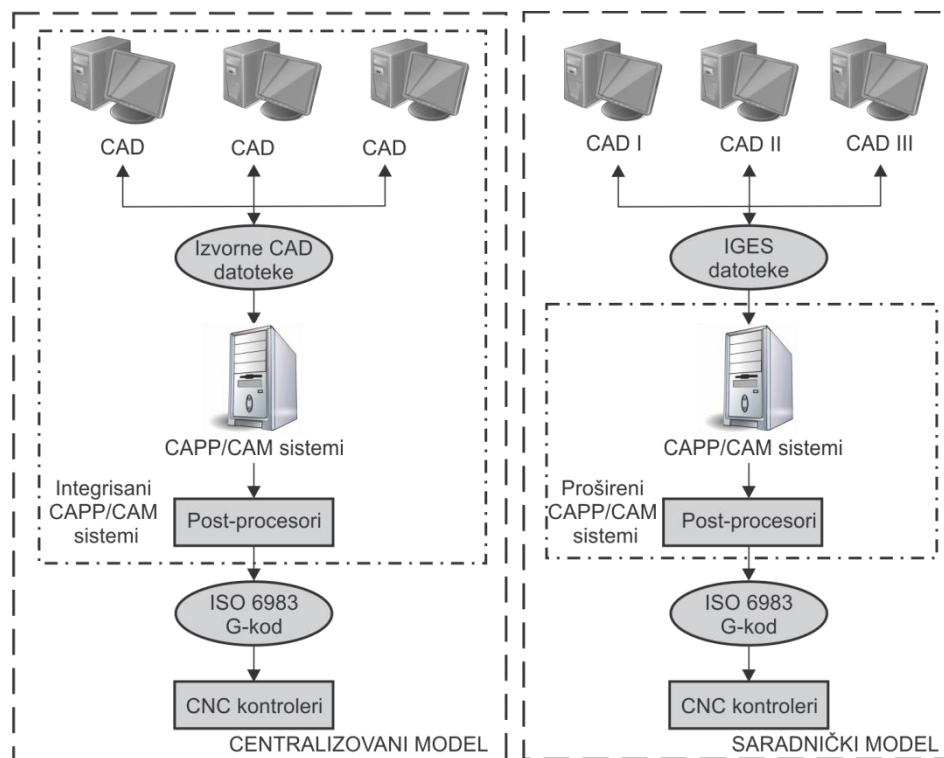 CAD
CAD
CAD
Izvorne CAD
datoteke
CAPP/CAM sistemi
Integrisani
CAPP/CAM
sistemi
Post-procesori
ISO 6983
G-kod
CNC kontroleri
CENTRALIZOVANI MODEL
CAD I
CAD II
CAD III
IGES
datoteke
CAPP/CAM sistemi
Prošireni
CAPP/CAM
sistemi
Post-procesori
ISO 6983
G-kod
CNC kontroleri
SARADNIČKI MODEL